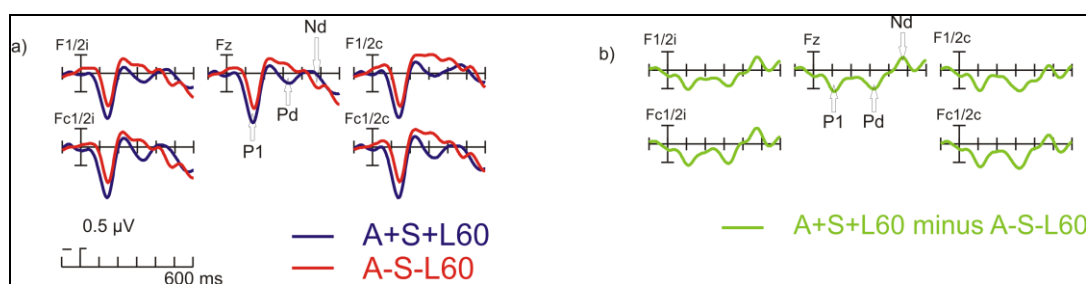 a)
F1/2i
Fz
Nd
F1/2c
Pd
Fc1/2i
P1
Fc1/2c
0.5 µV
600 ms
A+S+L60
A-S-L60
b)
F1/2i
Fz
Nd
F1/2c
Fc1/2i
P1
Pd
Fc1/2c
A+S+L60 minus A-S-L60